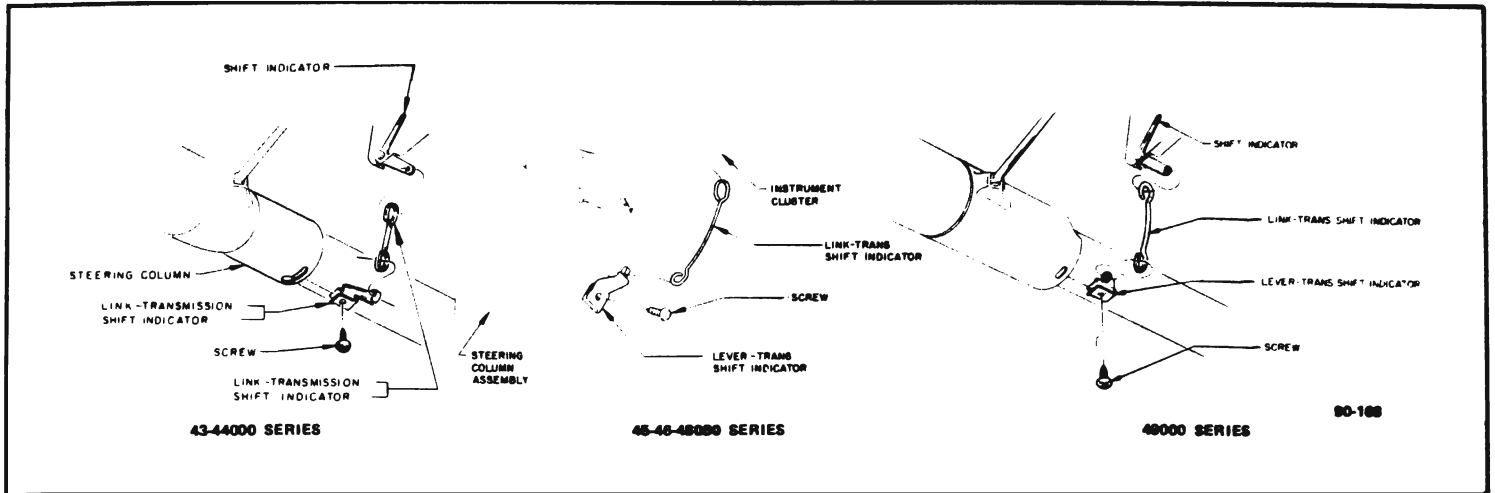 SHIFT INDICATOR
STEERING COLUMN
LINK-TRANSMISSION
SHIFT INDICATOR
SCREW
LINK-TRANSMISSION
SHIFT INDICATOR
43-44000 SERIES
INSTRUMENT
CLUSTER
LINK-TRANS
SHIFT INDICATOR
SCREW
LEVER-TRANS
SHIFT INDICATOR
STEERING
COLUMN
ASSEMBLY
SERIES
SHIFT INDICATOR
LINK-TRANS SHIFT INDICATOR
LEVER-TRANS SHIFT INDICATOR
SCREW
49000 SERIES